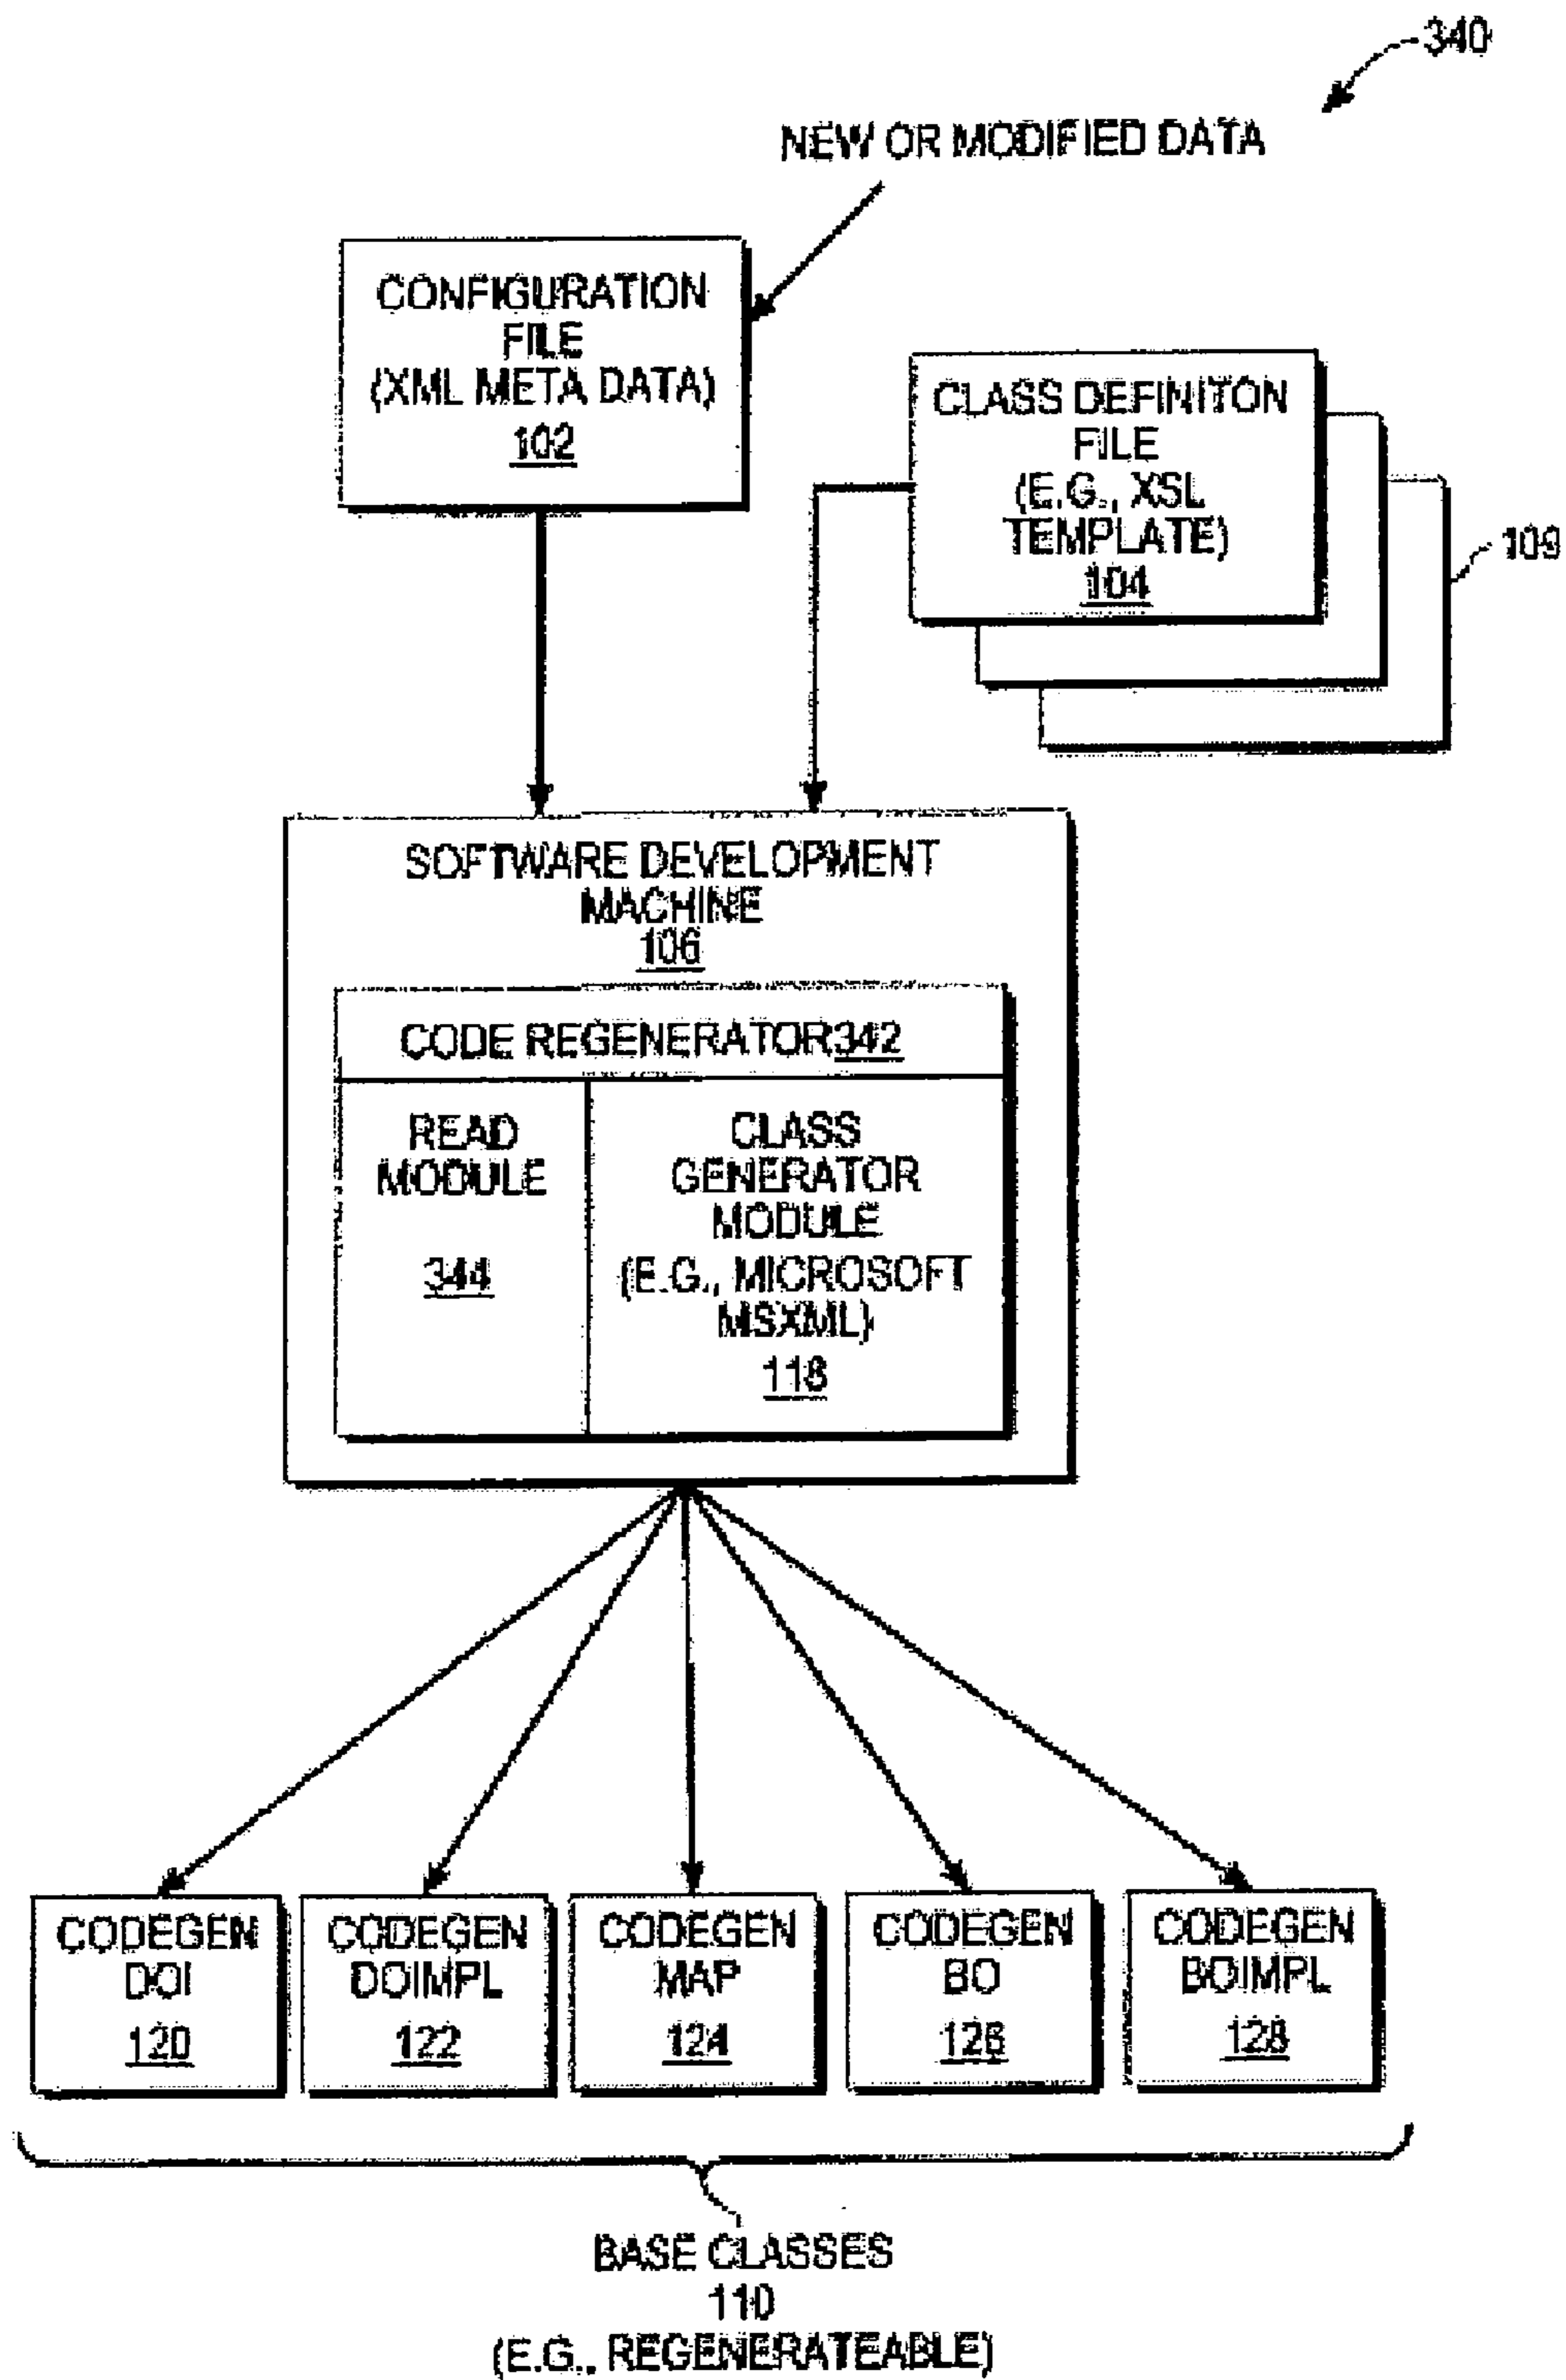 340
NEW OR MODIFIED DATA
CONFIGURATION
FILE
(XML META DATA)
102
CLASS DEFINITON
FILE
(E.G., XSL
TEMPLATE)
104
109
SOFTWARE DEVELOPMENT
MACHINE
106
CODE REGENERATOR 342
READ
MODULE
344
CLASS
GENERATOR
MODULE
(E.G., MICROSOFT
MSXML)
118
CODEGEN
DOI
120
CODEGEN
DOIMPL
122
CODEGEN
MAP
124
CODEGEN
BO
126
CODEGEN
BOIMPL
128
BASE CLASSES
110
(E.G., REGENERATEABLE)